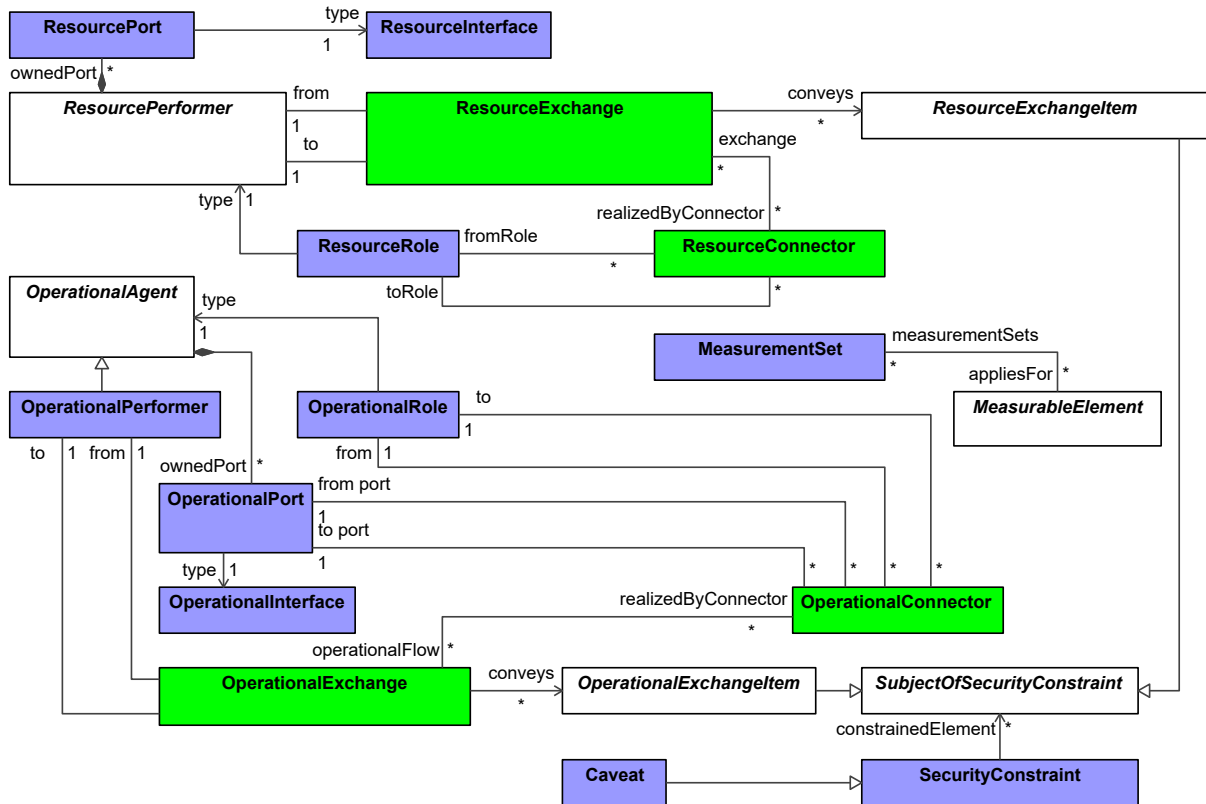 ResourcePort
type
1
ResourceInterface
ownedPort
*
ResourcePerformer
from
1
to
1
ResourceExchange
conveys
*
ResourceExchangeItem
exchange
*
type
1
realizedByConnector
*
ResourceRole
fromRole
*
ResourceConnector
toRole
*
OperationalAgent
type
1
MeasurementSet
measurementSets
*
appliesFor
*
MeasurableElement
OperationalPerformer
OperationalRole
to
1
to
1
from
1
from
1
ownedPort
*
OperationalPort
from port
1
to port
1
type
1
*
*
*
*
OperationalInterface
realizedByConnector
*
OperationalConnector
operationalFlow
*
OperationalExchange
conveys
*
OperationalExchangeItem
SubjectOfSecurityConstraint
constrainedElement
*
Caveat
SecurityConstraint